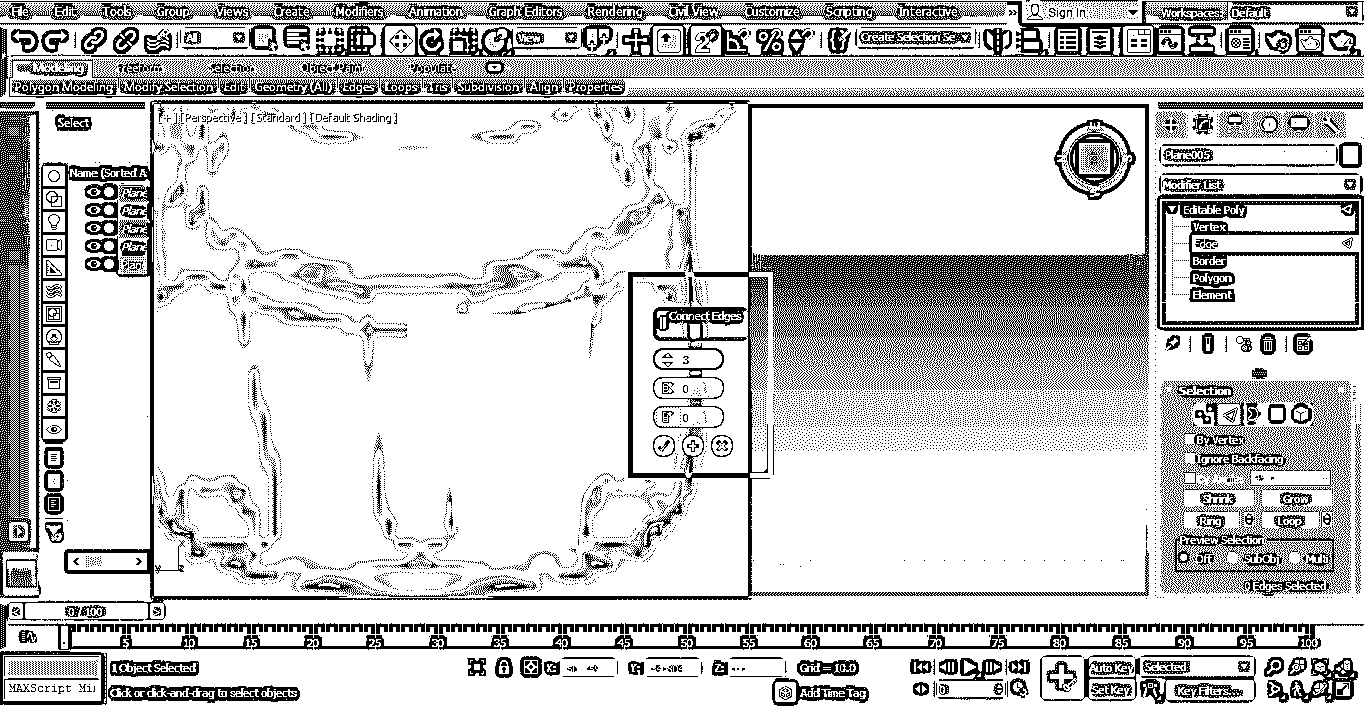 File Edit Tools Group Views Create Modifiers Animation Graph Editors Rendering Civil View Customize Scripting Interactive » Sign In Workspaces: Default
All View Create Selection Se
Modeling Freeform Selection Object Paint Populate
Polygon Modeling Modify Selection Edit Geometry (All) Edges Loops Tris Subdivision Align Properties
Select
[+] [Perspective] [Standard] [Default Shading]
Name (Sorted A
Plane
Plane
Plane
Plane
Plane005
Modifier List
Editable Poly
Vertex
Edge
Border
Polygon
Element
Connect Edges
3
0
0
Selection
By Vertex
Ignore Backfacing
Shrink Grow
Ring Loop
Preview Selection
Off SubObj Multi
0 Edges Selected
0 / 100
5 10 15 20 25 30 35 40 45 50 55 60 65 70 75 80 85 90 95 100
1 Object Selected
X: Y: Z: Grid = 10.0
Auto Key Selected
MAXScript Mi
Click or click-and-drag to select objects
Add Time Tag
0
Set Key Key Filters...